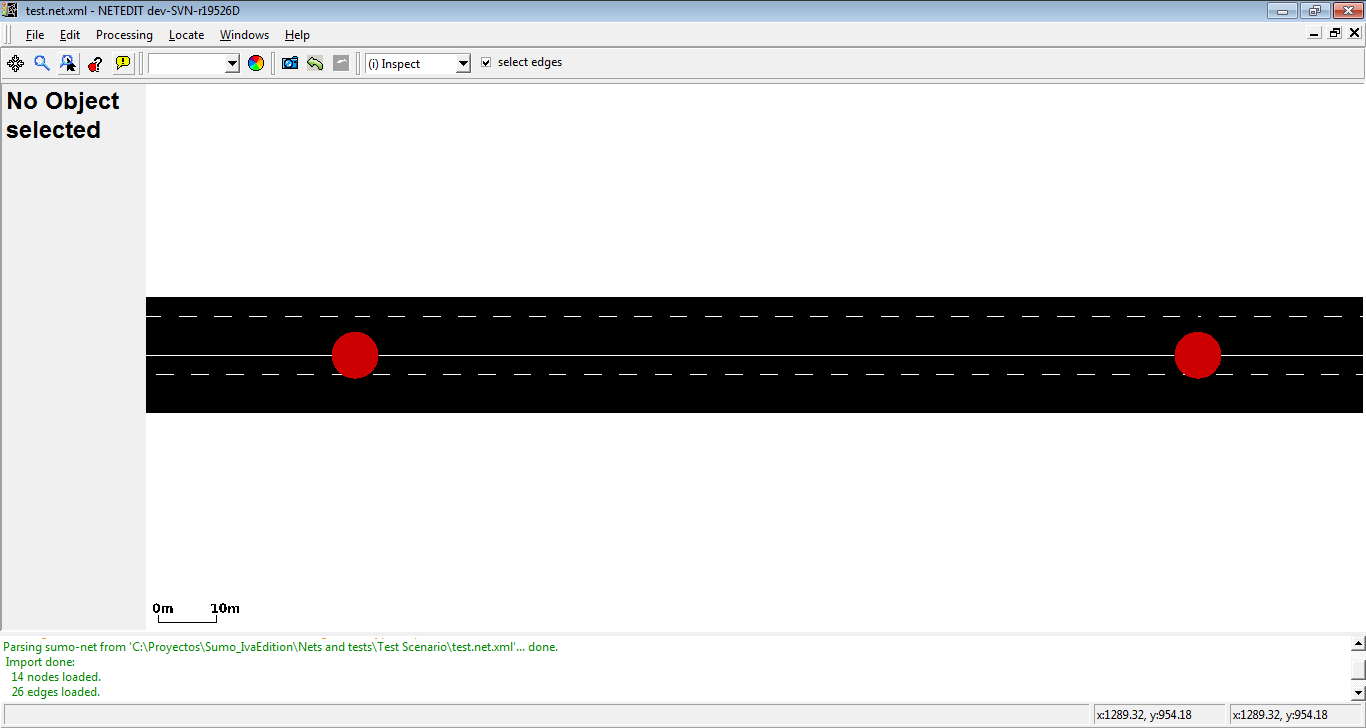 test.net.xml - NETEDIT dev-SVN-r19526D
File Edit Processing Locate Windows Help
(i) Inspect select edges
No Object
selected
0m 10m
Parsing sumo-net from 'C:\Proyectos\Sumo_IvaEdition\Nets and tests\Test Scenario\test.net.xml'... done.
Import done:
14 nodes loaded.
26 edges loaded.
x:1289.32, y:954.18 x:1289.32, y:954.18